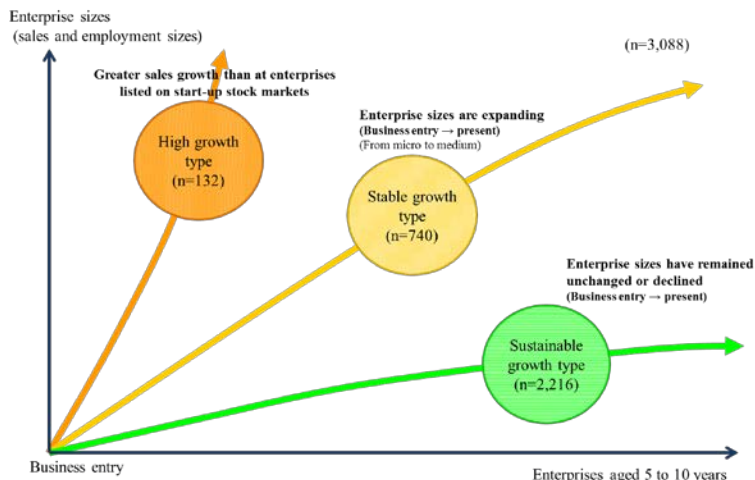 Enterprise sizes
(sales and employment sizes)
(n=3,088)
Greater sales growth than at enterprises
listed on start-up stock markets
High growth
type
(n=132)
Enterprise sizes are expanding
(Business entry → present)
(From micro to medium)
Stable growth
type
(n=740)
Enterprise sizes have remained
unchanged or declined
(Business entry → present)
Sustainable
growth type
(n=2,216)
Business entry
Enterprises aged 5 to 10 years